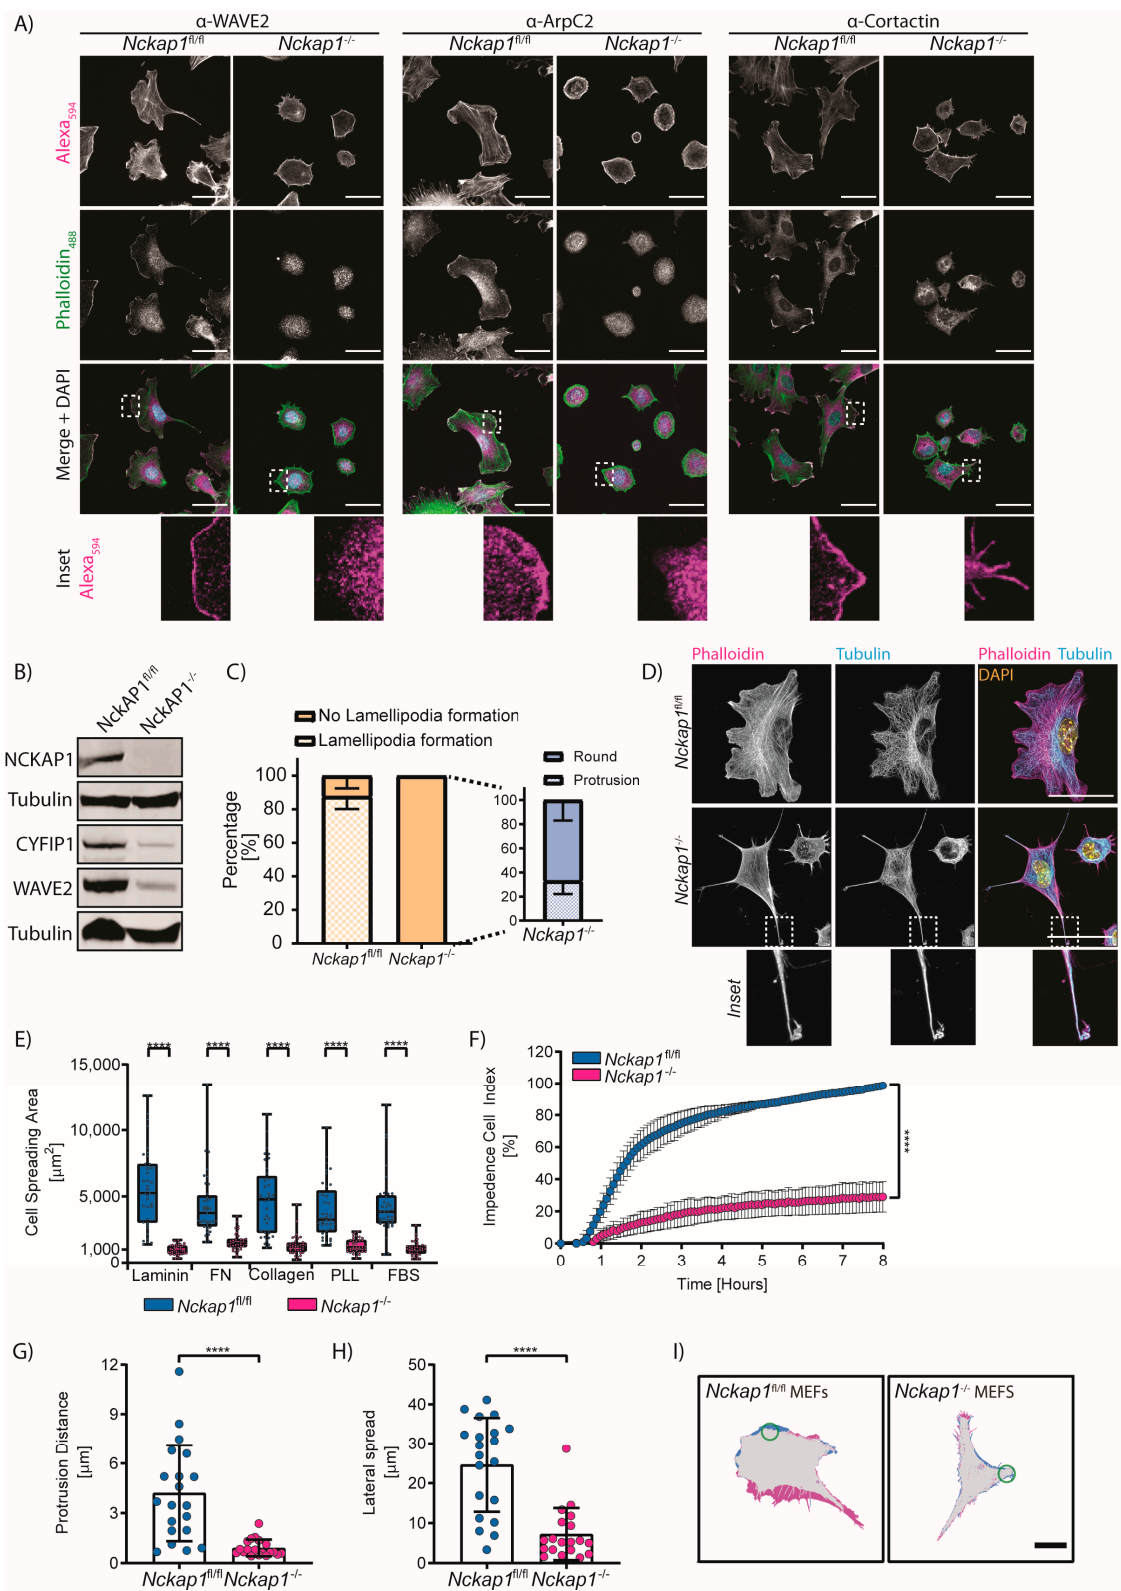 A)
α-WAVE2
α-ArpC2
α-Cortactin
Nckap1fl/fl
Nckap1-/-
Nckap1fl/fl
Nckap1-/-
Nckap1fl/fl
Nckap1-/-
Alexa594
Phalloidin488
Merge + DAPI
Inset
Alexa594
B)
NckAP1fl/fl
NckAP1-/-
NCKAP1
Tubulin
CYFIP1
WAVE2
Tubulin
C)
No Lamellipodia formation
Lamellipodia formation
Percentage
[%]
100
80
60
40
20
0
Nckap1fl/fl
Nckap1-/-
Round
Protrusion
100
80
60
40
20
0
Nckap1-/-
D)
Phalloidin
Tubulin
Phalloidin Tubulin
DAPI
Nckap1fl/fl
Nckap1-/-
Inset
E)
**** **** **** **** ****
Cell Spreading Area
[µm2]
15,000
10,000
5,000
1,000
0
Laminin FN Collagen PLL FBS
Nckap1fl/fl
Nckap1-/-
F)
Nckap1fl/fl
Nckap1-/-
Impedence Cell Index
[%]
120
100
80
60
40
20
0
0 1 2 3 4 5 6 7 8
Time [Hours]
****
G)
****
Protrusion Distance
[µm]
12
9
6
3
0
Nckap1fl/fl Nckap1-/-
H)
****
Lateral spread
[µm]
50
40
30
20
10
0
Nckap1fl/fl Nckap1-/-
I)
Nckap1fl/fl MEFs
Nckap1-/- MEFS